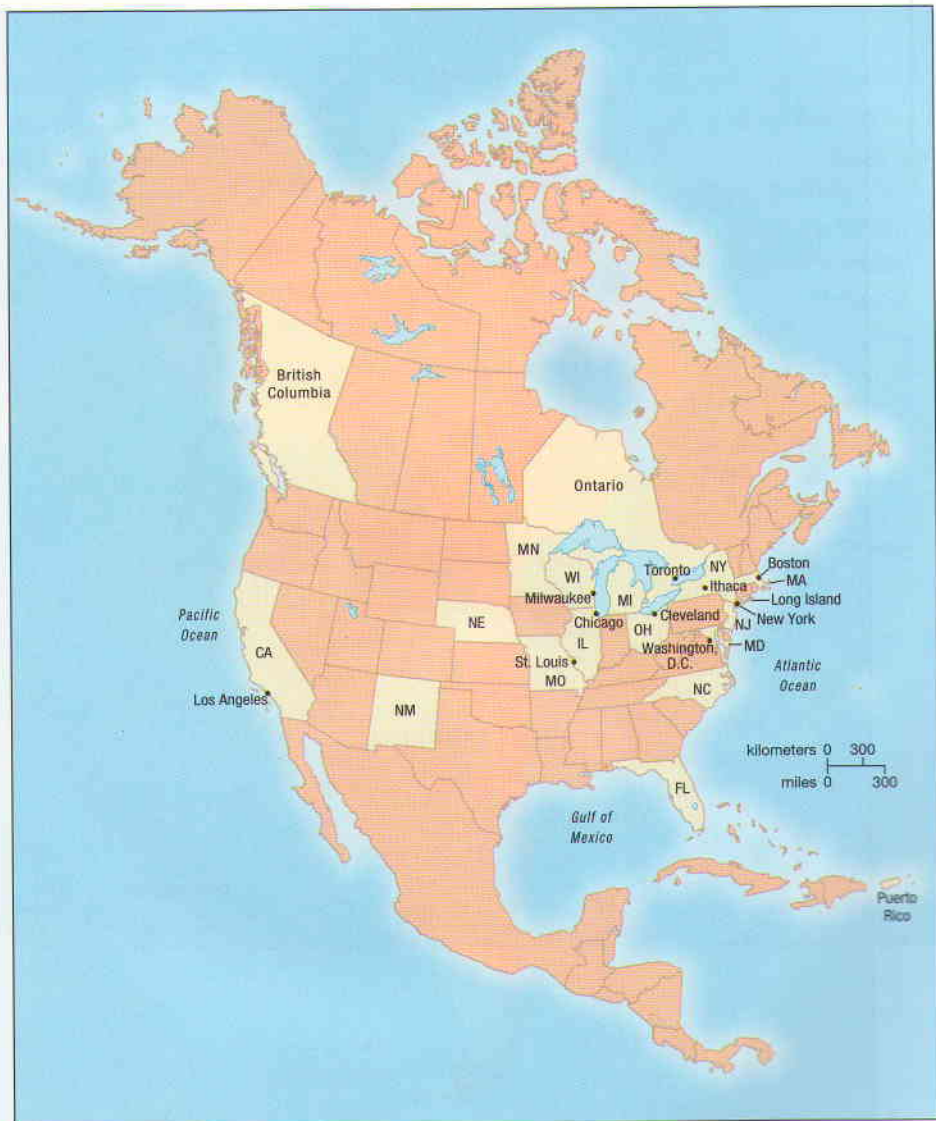 British
Columbia
Ontario
MN
WI
Milwaukee
MI
Toronto
NY
Boston
Ithaca
MA
Long Island
New York
NJ
Chicago
Cleveland
OH
MD
Washington,
D.C.
IL
NE
St. Louis
MO
NC
Pacific
Ocean
CA
Los Angeles
NM
Atlantic
Ocean
kilometers 0 300
miles 0 300
FL
Gulf of
Mexico
Puerto
Rico